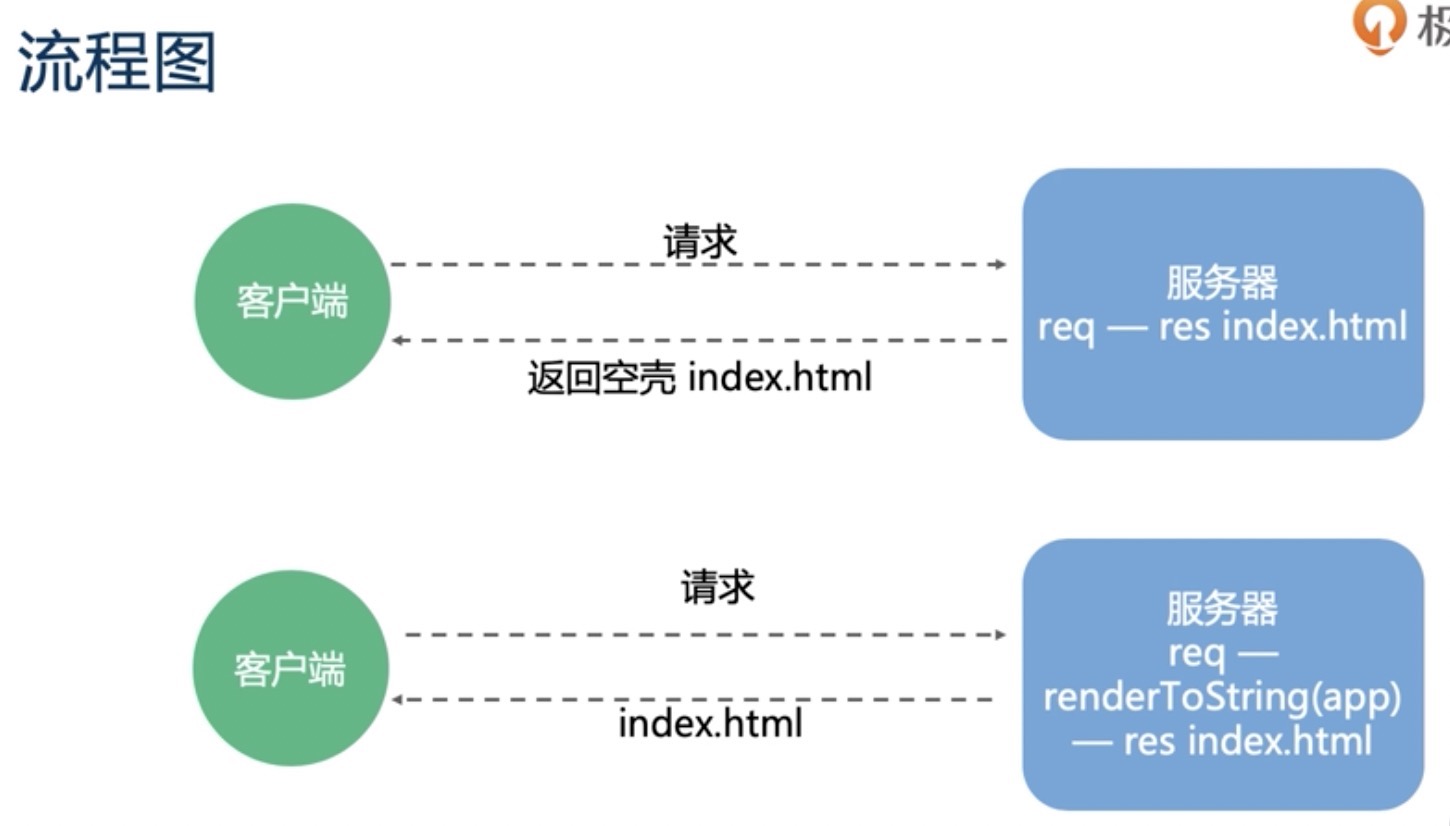 流程图
极
请求
客户端
服务器
req — res index.html
返回空壳 index.html
请求
客户端
服务器
req —
renderToString(app)
— res index.html
index.html